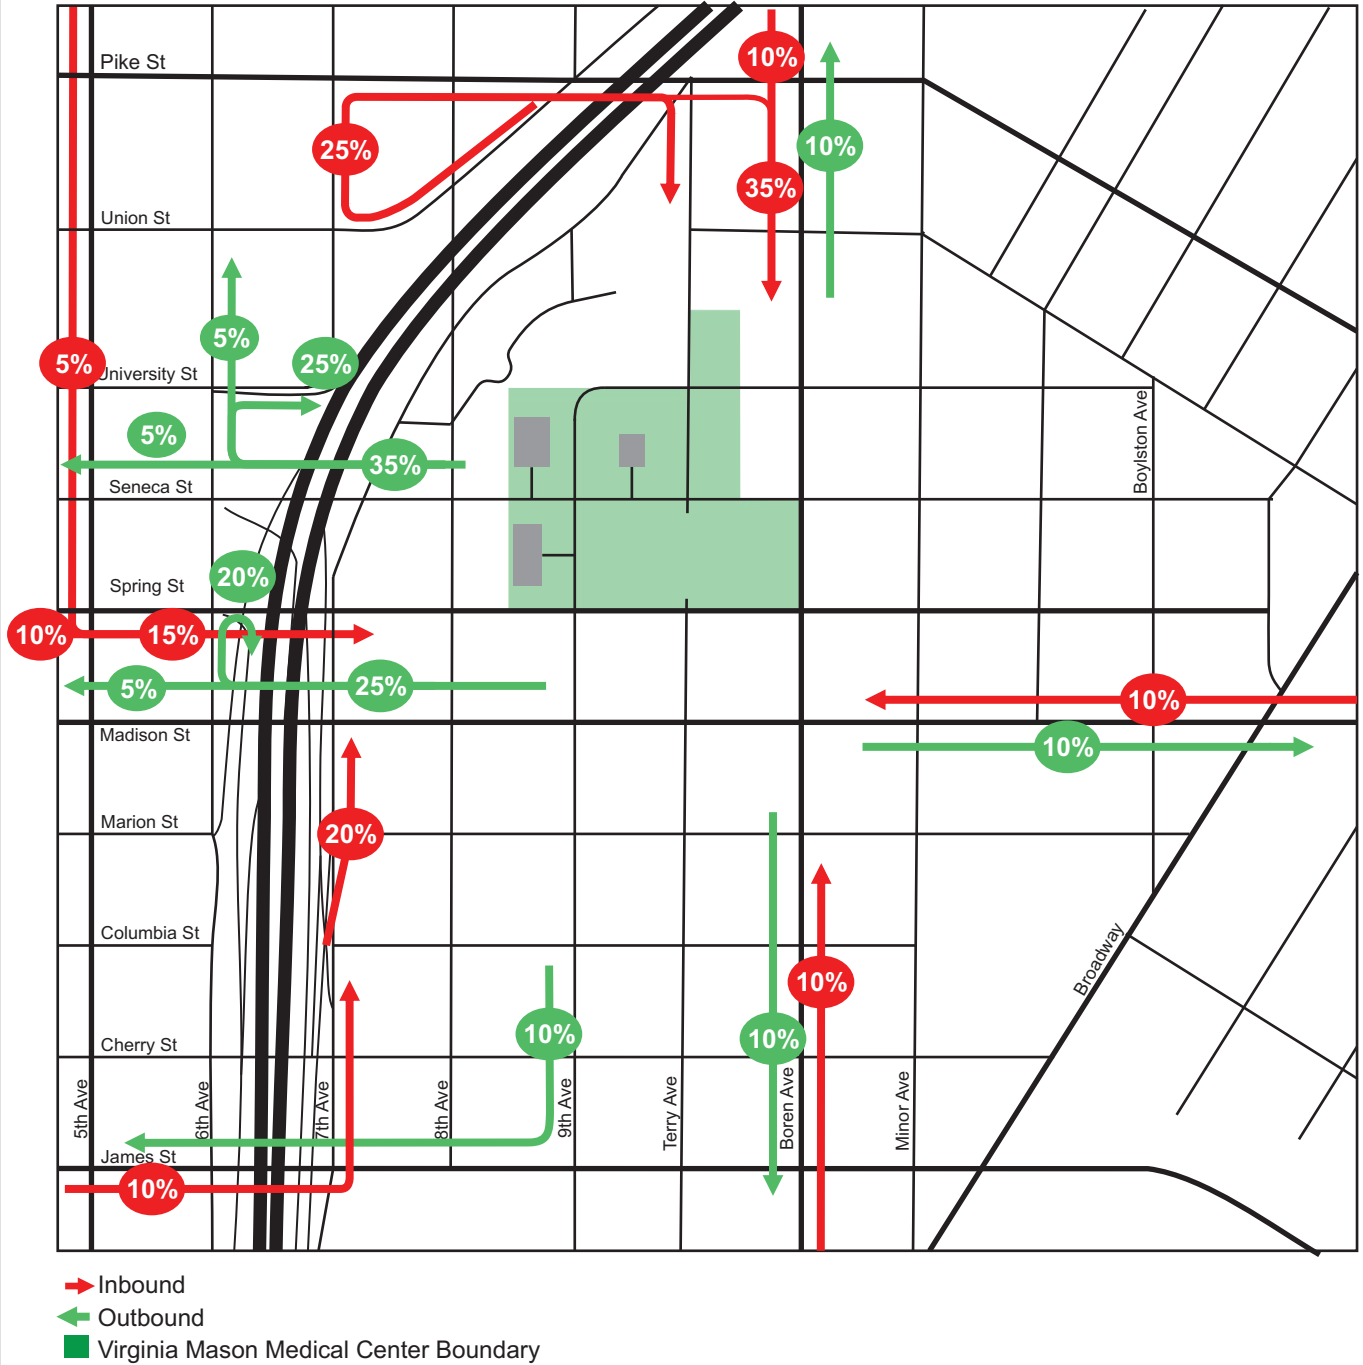 Pike St
10%
10%
25%
35%
Union St
5%
5%
25%
University St
5%
35%
Seneca St
Boylston Ave
20%
Spring St
10%
15%
5%
25%
10%
Madison St
10%
Marion St
20%
Columbia St
Broadway
10%
10%
10%
Cherry St
5th Ave
6th Ave
7th Ave
8th Ave
9th Ave
Terry Ave
Boren Ave
Minor Ave
James St
10%
Inbound
Outbound
Virginia Mason Medical Center Boundary